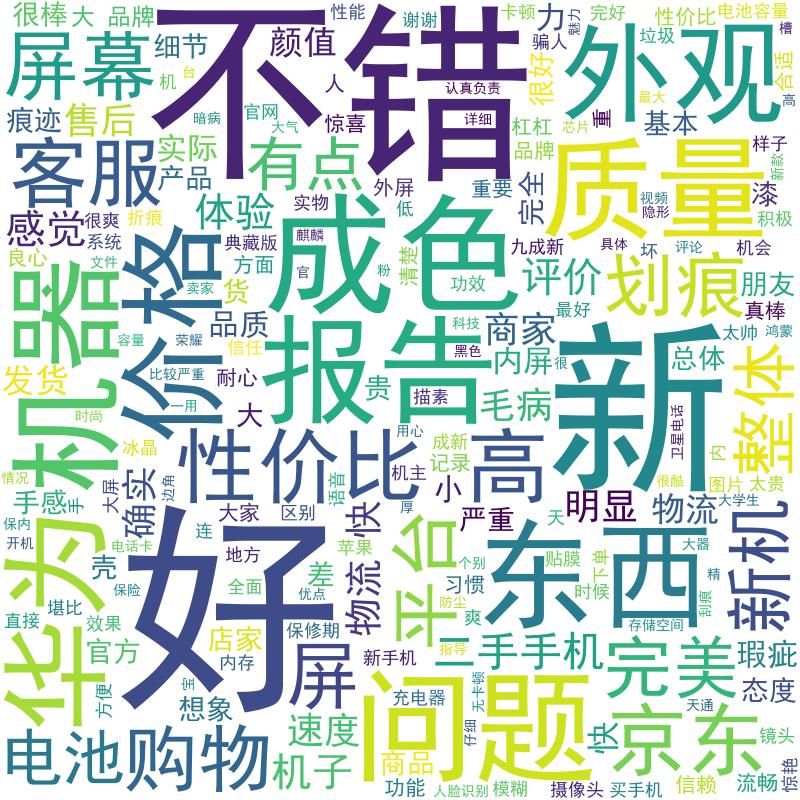 很棒
大
品牌
性能
谢谢
卡顿
力
完好
魅力
性价比
电池容量
槽
屏幕
细节
颜值
不错
骗人
很好
垃圾
外观
合适
机
台
人
认真负责
最大
高
痕迹
售后
暗病
官网
惊喜
详细
杠杠
芯片
重
基本
大气
品牌
样子
客服
实际
产品
有点
外屏
重要
完全
质量
新款
漆
视频
隐形
积极
感觉
很爽
折痕
体验
实物
低
系统
典藏版
麒麟
成色
九成新
具体
坏
评论
机会
良心
文件
方面
官
粉
清楚
功效
评价
划痕
朋友
真棒
机器
价格
卖家
货
科技
最好
太帅
鸿蒙
荣耀
品质
信任
报告
商家
容量
黑色
内屏
很
总体
发货
比较严重
耐心
贵
描素
毛病
新
整体
时尚
一用
大
卫星电话
冰晶
性价比
用心
成新
高
情况
手感
手
大屏
确实
边角
语音
机主
记录
小
内
很酷
图片
太贵
华为
保内
大家
区别
快
厚
严重
明显
物流
大学生
开机
电话卡
连
地方
天
新机
壳
好
苹果
平台
个别
贴膜
东西
大器
保险
全面
差
物流
习惯
时候
下单
精
堪比
优点
防尘
爽
刮痕
直接
效果
店家
保修期
存储空间
官方
内存
新手机
指导
二手手机
完美
瑕疵
方便
宝
屏
充电器
无卡顿
态度
想象
问题
天通
电池
购物
速度
仔细
快
京东
镜头
机子
商品
功能
人脸识别
模糊
摄像头
买手机
信赖
流畅
惊艳